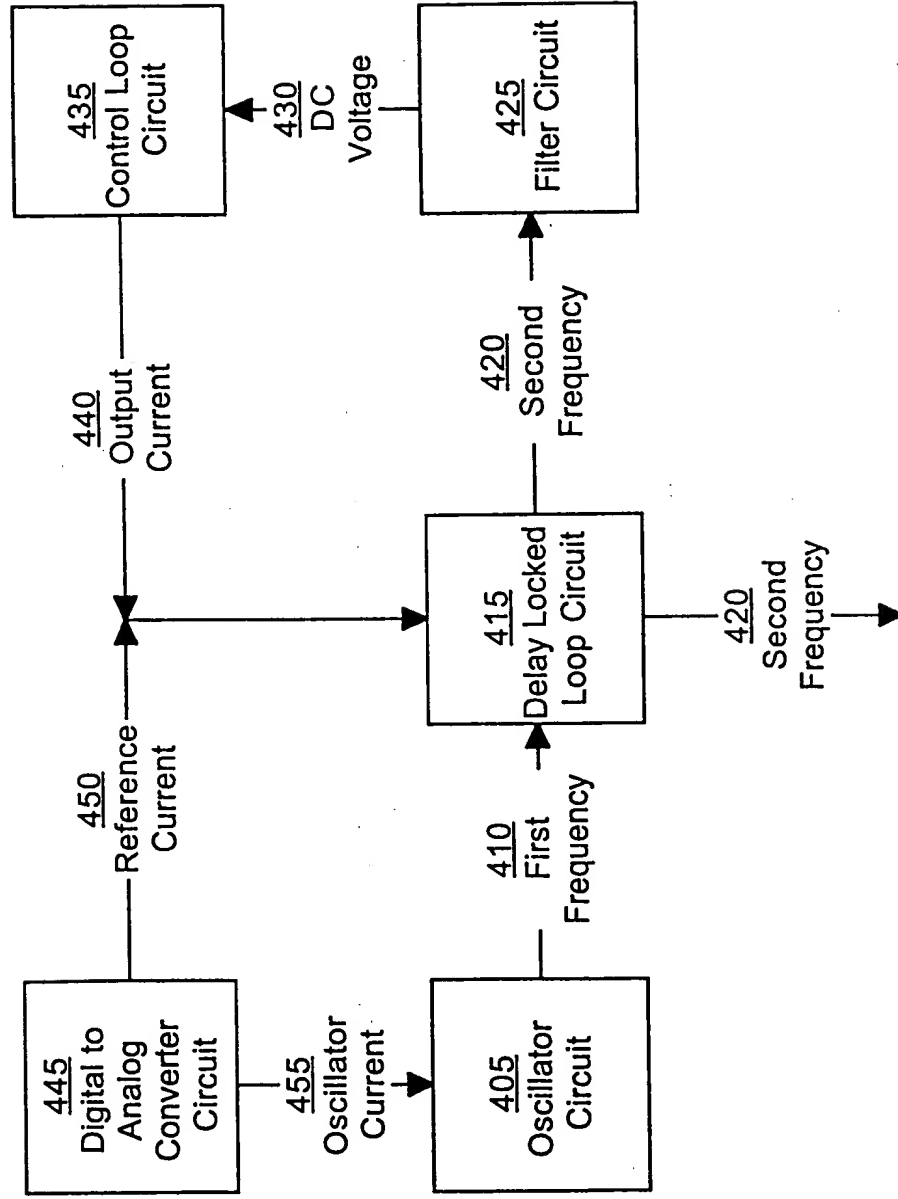 445
Digital to
Analog
Converter
Circuit
450
Reference
Current
440
Output
Current
435
Control Loop
Circuit
455
Oscillator
Current
430
DC
Voltage
405
Oscillator
Circuit
410
First
Frequency
415
Delay Locked
Loop Circuit
420
Second
Frequency
425
Filter Circuit
420
Second
Frequency